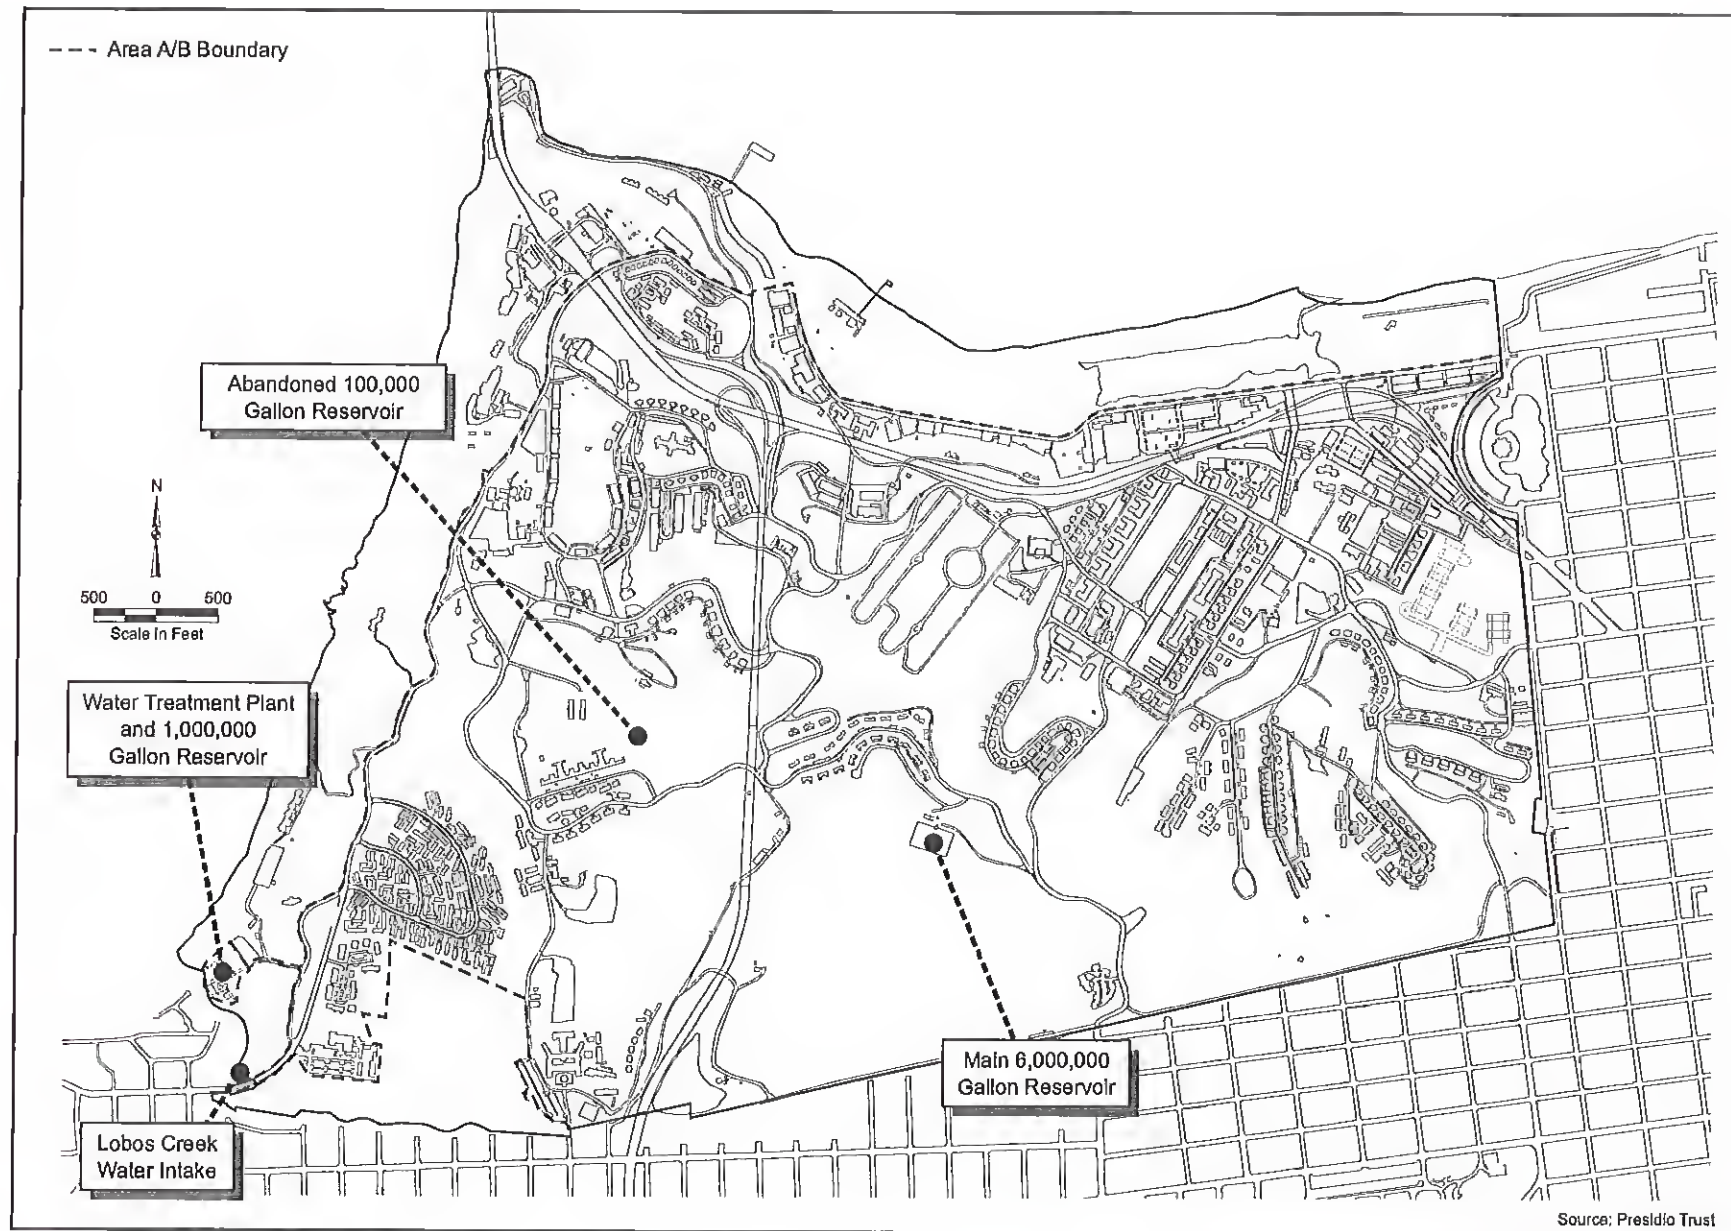 Area A/B Boundary
Abandoned 100,000
Gallon Reservoir
N
500 0 500
Scale in Feet
Water Treatment Plant
and 1,000,000
Gallon Reservoir
Main 6,000,000
Gallon Reservoir
Lobos Creek
Water Intake
Source: Presidio Trust